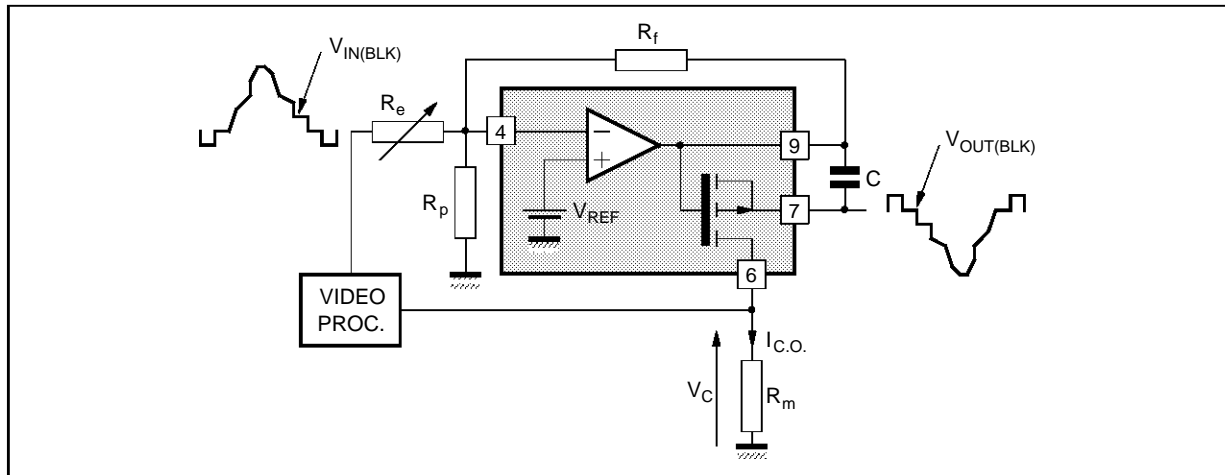 V_IN(BLK)
R_f
R_e
4
−
+
9
V_OUT(BLK)
C
R_p
V_REF
7
6
VIDEO
PROC.
I_C.O.
V_C
R_m